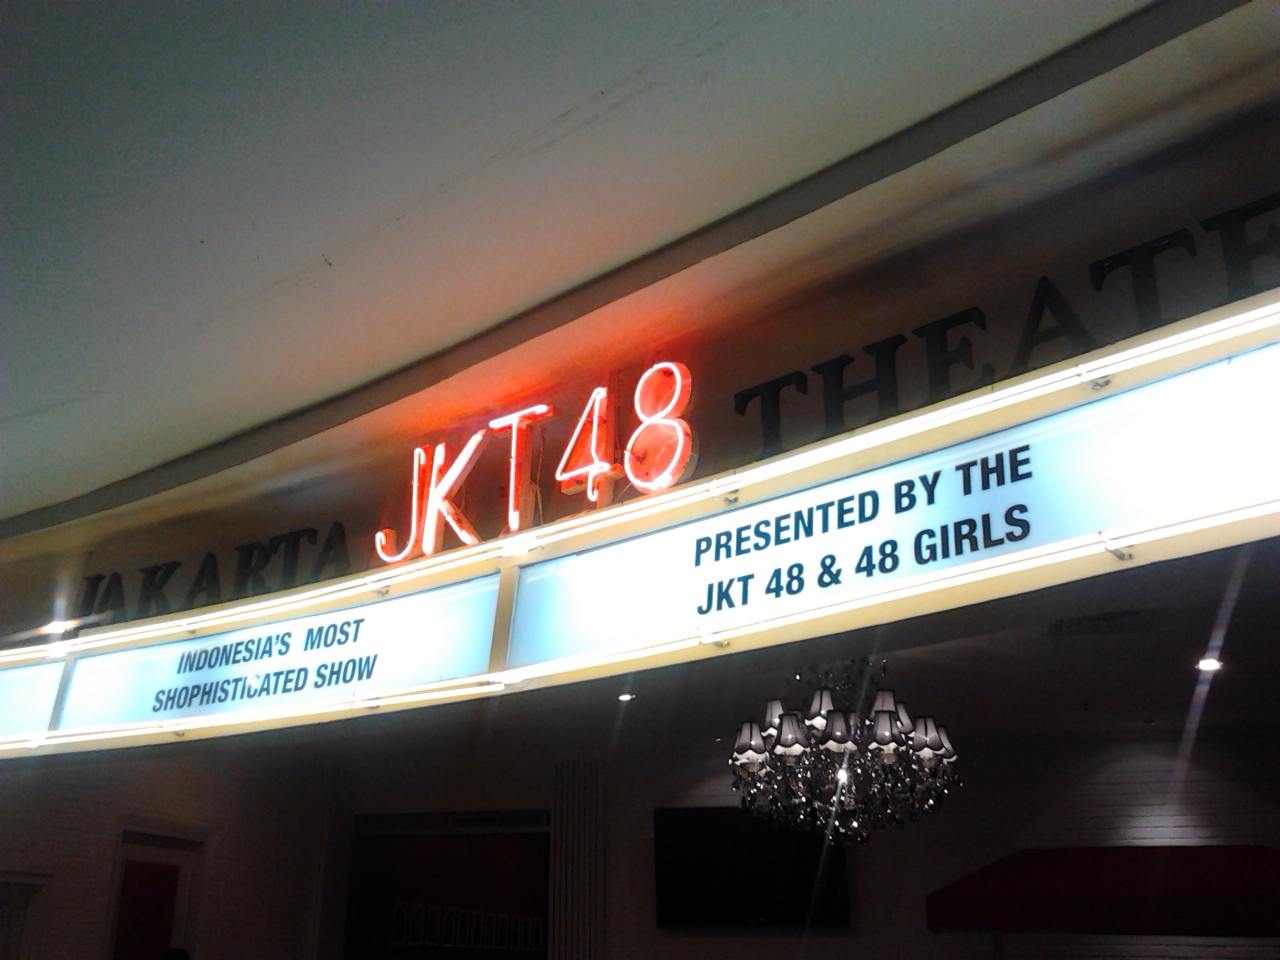 JAKARTA JKT48 THEATE
INDONESIA'S MOST
SHOPHISTICATED SHOW
PRESENTED BY THE
JKT 48 & 48 GIRLS